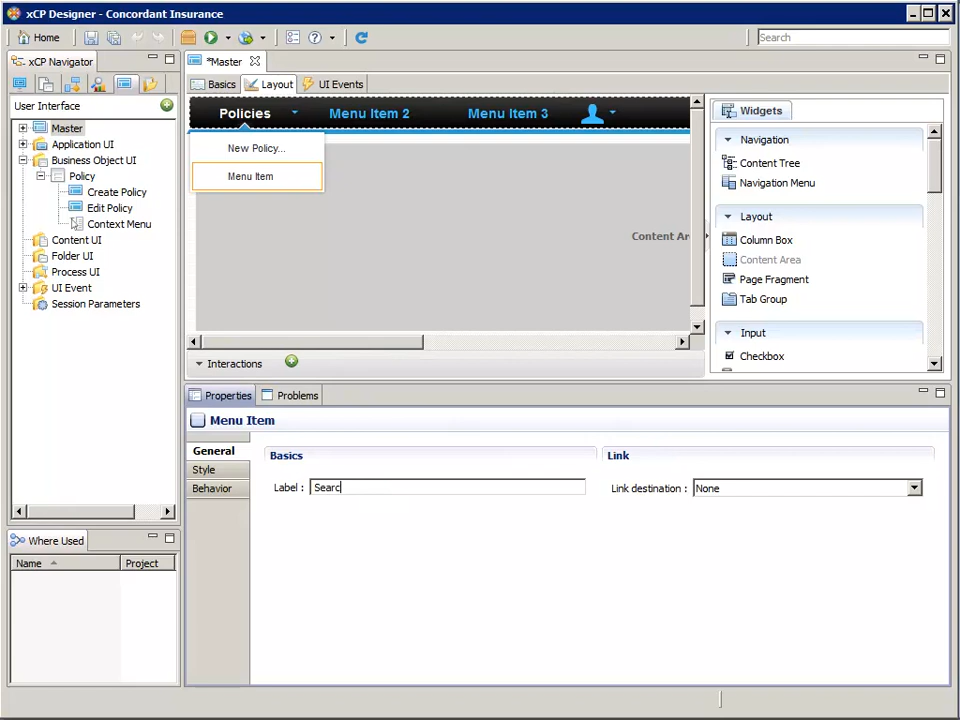 xCP Designer - Concordant Insurance
Home
Search
xCP Navigator
User Interface
Master
Application UI
Business Object UI
Policy
Create Policy
Edit Policy
Context Menu
Content UI
Folder UI
Process UI
UI Event
Session Parameters
*Master
Basics
Layout
UI Events
Policies
Menu Item 2
Menu Item 3
New Policy...
Menu Item
Content Ar
Interactions
Widgets
Navigation
Content Tree
Navigation Menu
Layout
Column Box
Content Area
Page Fragment
Tab Group
Input
Checkbox
Properties
Problems
Menu Item
General
Style
Behavior
Basics
Label : Searc
Link
Link destination : None
Where Used
Name
Project